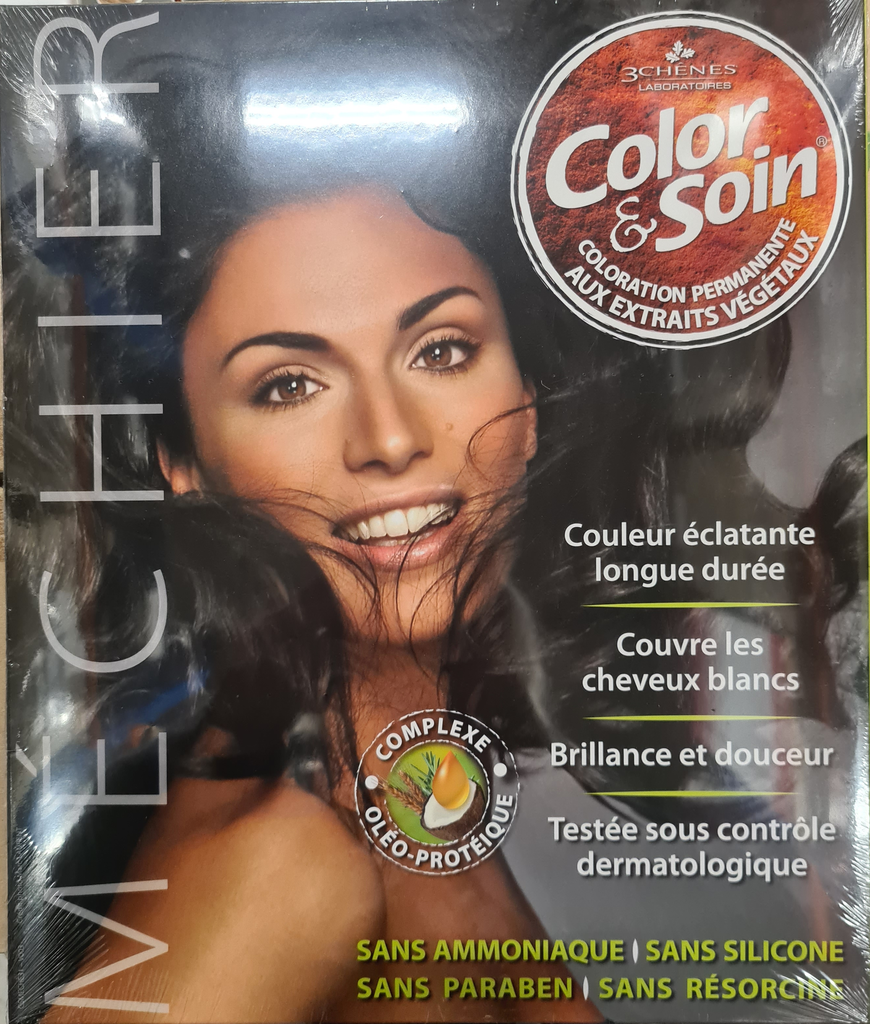 MÉCHIER
3CHÊNES
LABORATOIRES
Color
& Soin®
COLORATION PERMANENTE
AUX EXTRAITS VÉGÉTAUX
Couleur éclatante
longue durée
Couvre les
cheveux blancs
Brillance et douceur
Testée sous contrôle
dermatologique
COMPLEXE
OLÉO-PROTÉIQUE
SANS AMMONIAQUE SANS SILICONE
SANS PARABEN SANS RÉSORCINE